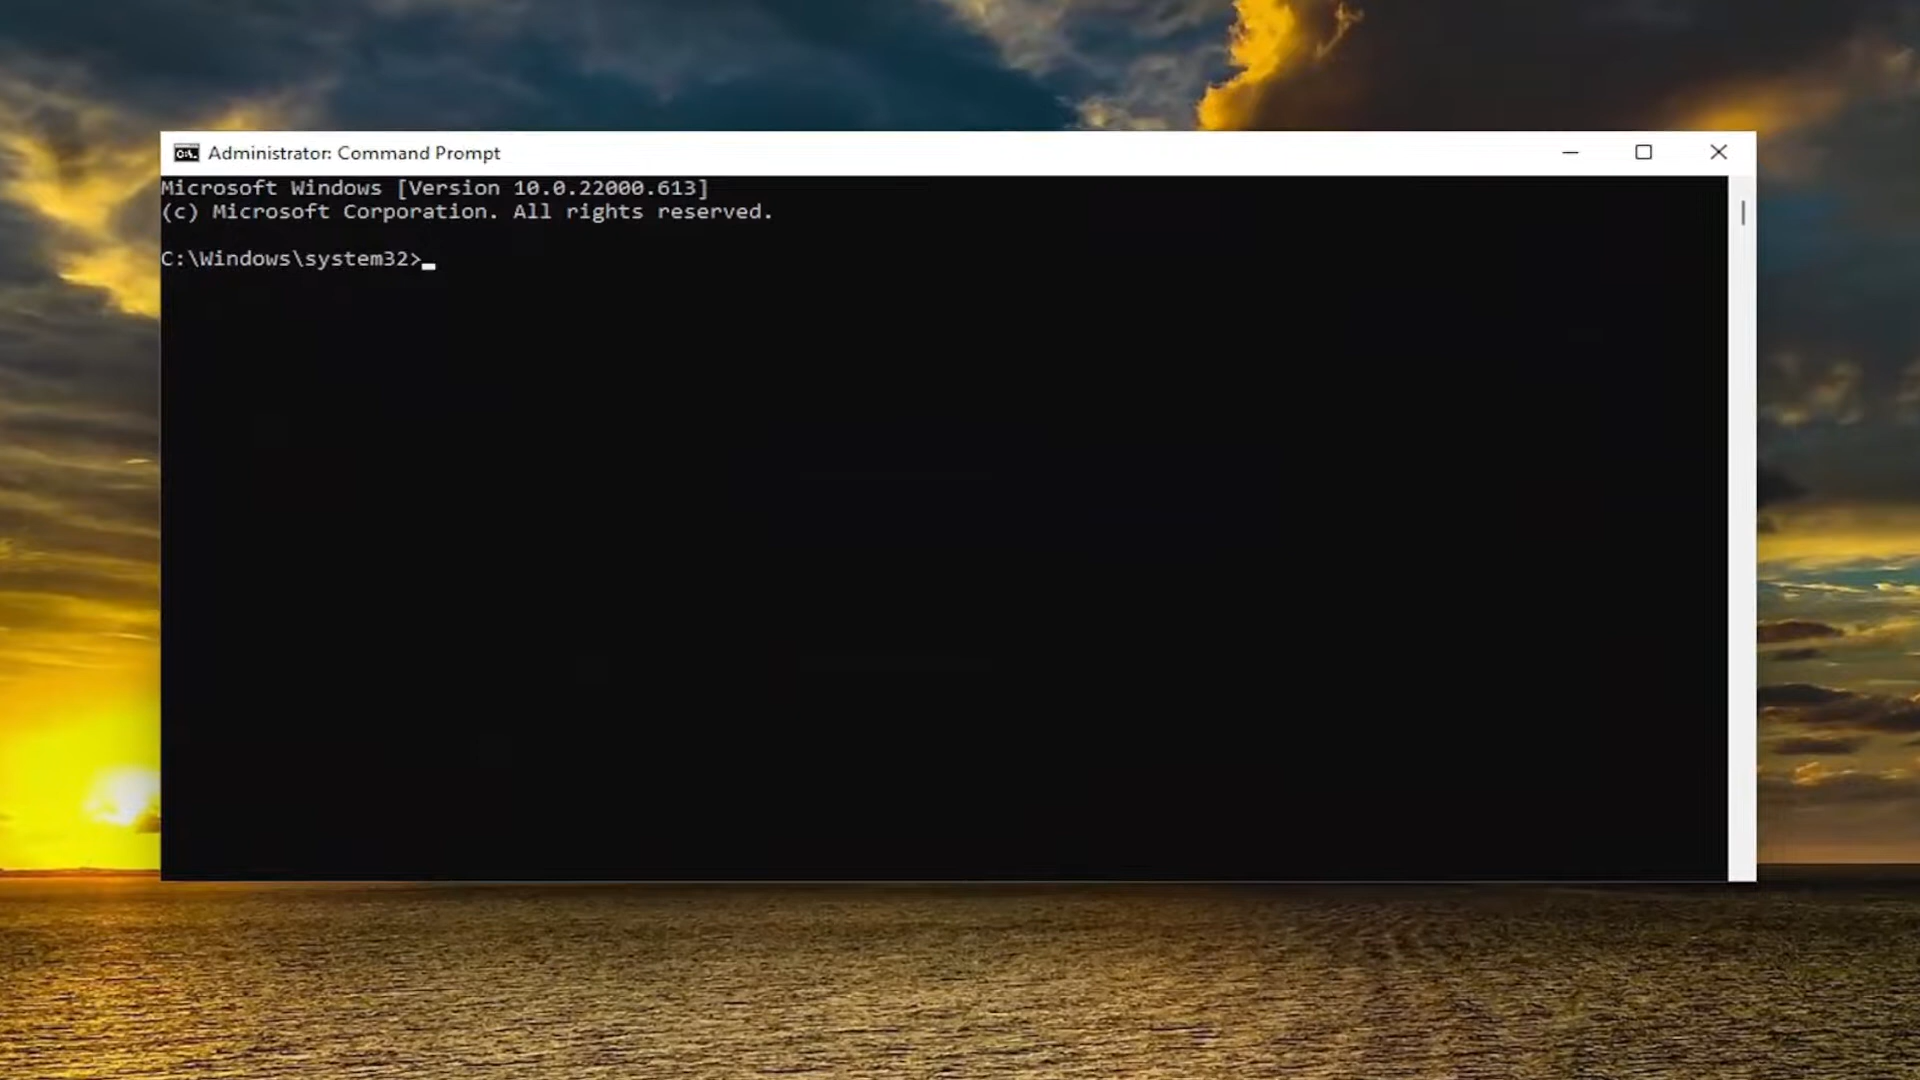 Administrator: Command Prompt
Microsoft Windows [Version 10.0.22000.613]
(c) Microsoft Corporation. All rights reserved.
C:\Windows\system32>